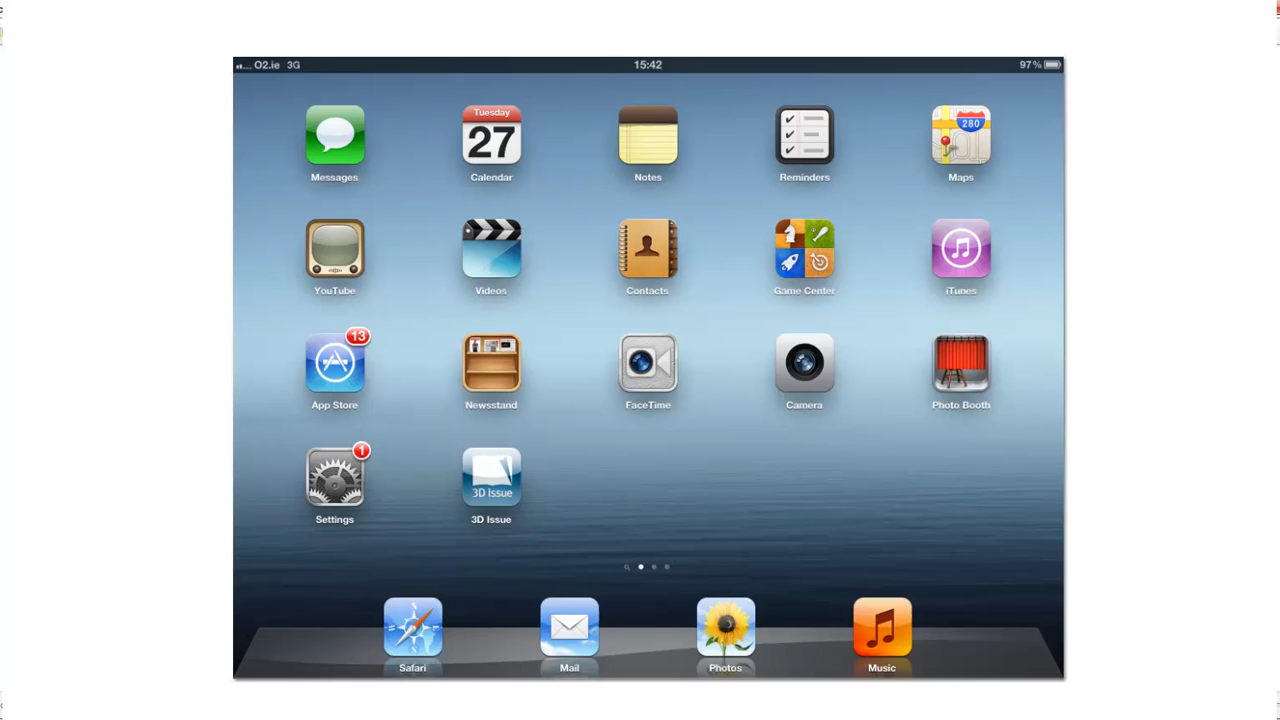 O2.ie 3G 15:42 97%
Tuesday
27 280
Messages Calendar Notes Reminders Maps
YouTube Videos Contacts Game Center iTunes
13
App Store Newsstand FaceTime Camera Photo Booth
1
3D Issue
Settings 3D Issue
Safari Mail Photos Music